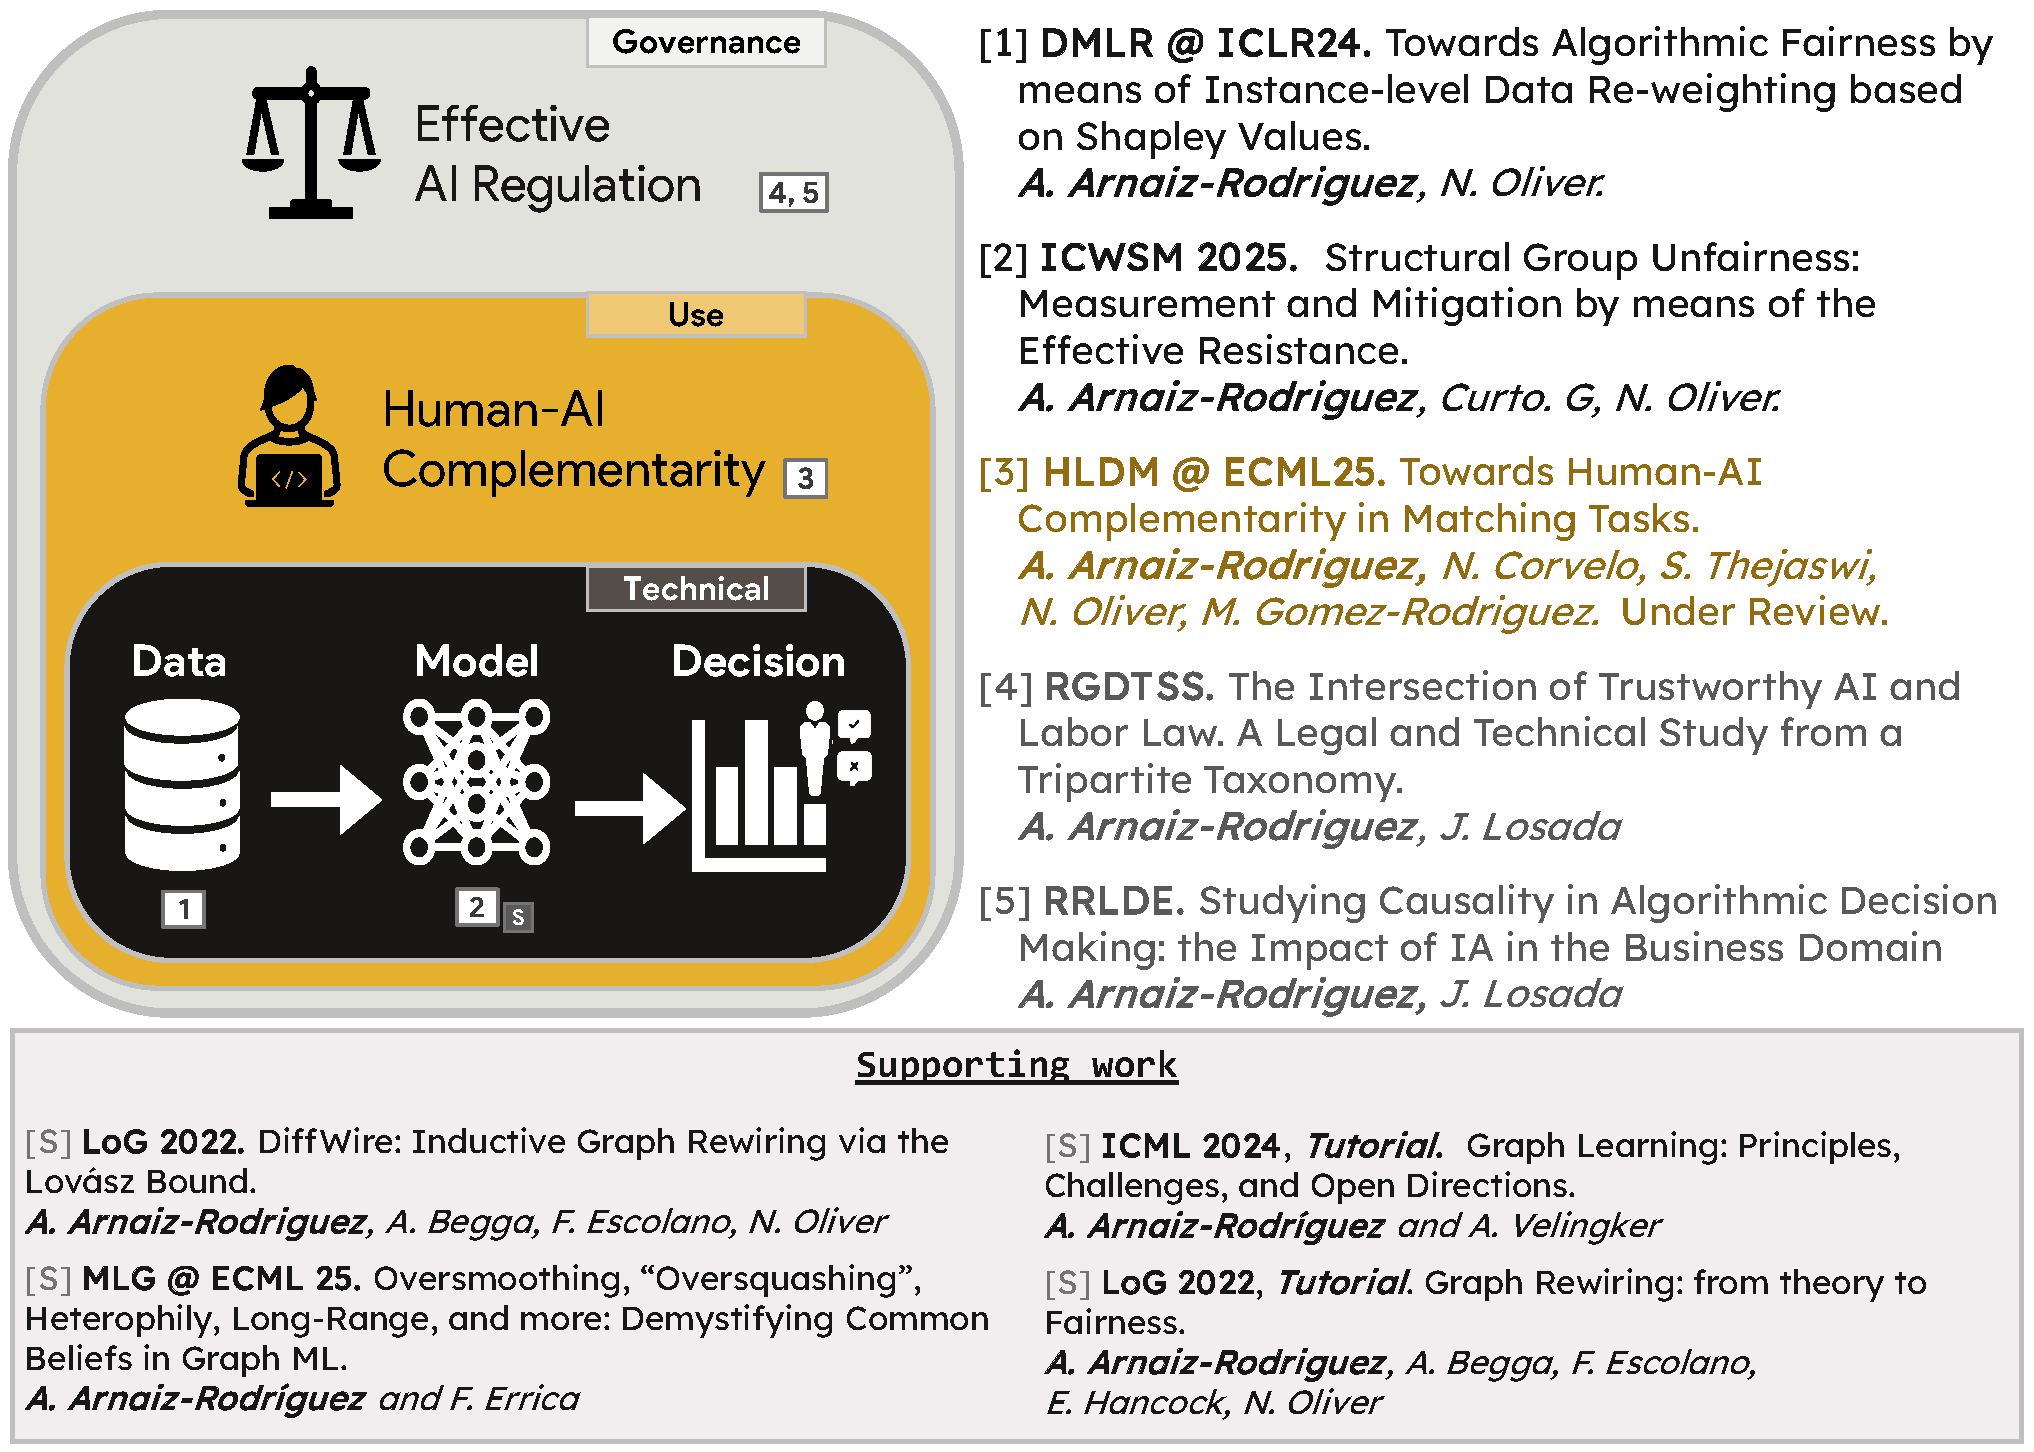 Governance
Effective
AI Regulation
4, 5
Use
Human-AI
Complementarity
3
</>
Technical
Data
Model
Decision
1
2
S
[1] DMLR @ ICLR24. Towards Algorithmic Fairness by
means of Instance-level Data Re-weighting based
on Shapley Values.
A. Arnaiz-Rodriguez, N. Oliver.
[2] ICWSM 2025. Structural Group Unfairness:
Measurement and Mitigation by means of the
Effective Resistance.
A. Arnaiz-Rodriguez, Curto. G, N. Oliver.
[3] HLDM @ ECML25. Towards Human-AI
Complementarity in Matching Tasks.
A. Arnaiz-Rodriguez, N. Corvelo, S. Thejaswi,
N. Oliver, M. Gomez-Rodriguez. Under Review.
[4] RGDTSS. The Intersection of Trustworthy AI and
Labor Law. A Legal and Technical Study from a
Tripartite Taxonomy.
A. Arnaiz-Rodriguez, J. Losada
[5] RRLDE. Studying Causality in Algorithmic Decision
Making: the Impact of IA in the Business Domain
A. Arnaiz-Rodriguez, J. Losada
Supporting work
[S] LoG 2022. DiffWire: Inductive Graph Rewiring via the
Lovász Bound.
A. Arnaiz-Rodriguez, A. Begga, F. Escolano, N. Oliver
[S] MLG @ ECML 25. Oversmoothing, “Oversquashing”,
Heterophily, Long-Range, and more: Demystifying Common
Beliefs in Graph ML.
A. Arnaiz-Rodríguez and F. Errica
[S] ICML 2024, Tutorial. Graph Learning: Principles,
Challenges, and Open Directions.
A. Arnaiz-Rodríguez and A. Velingker
[S] LoG 2022, Tutorial. Graph Rewiring: from theory to
Fairness.
A. Arnaiz-Rodriguez, A. Begga, F. Escolano,
E. Hancock, N. Oliver